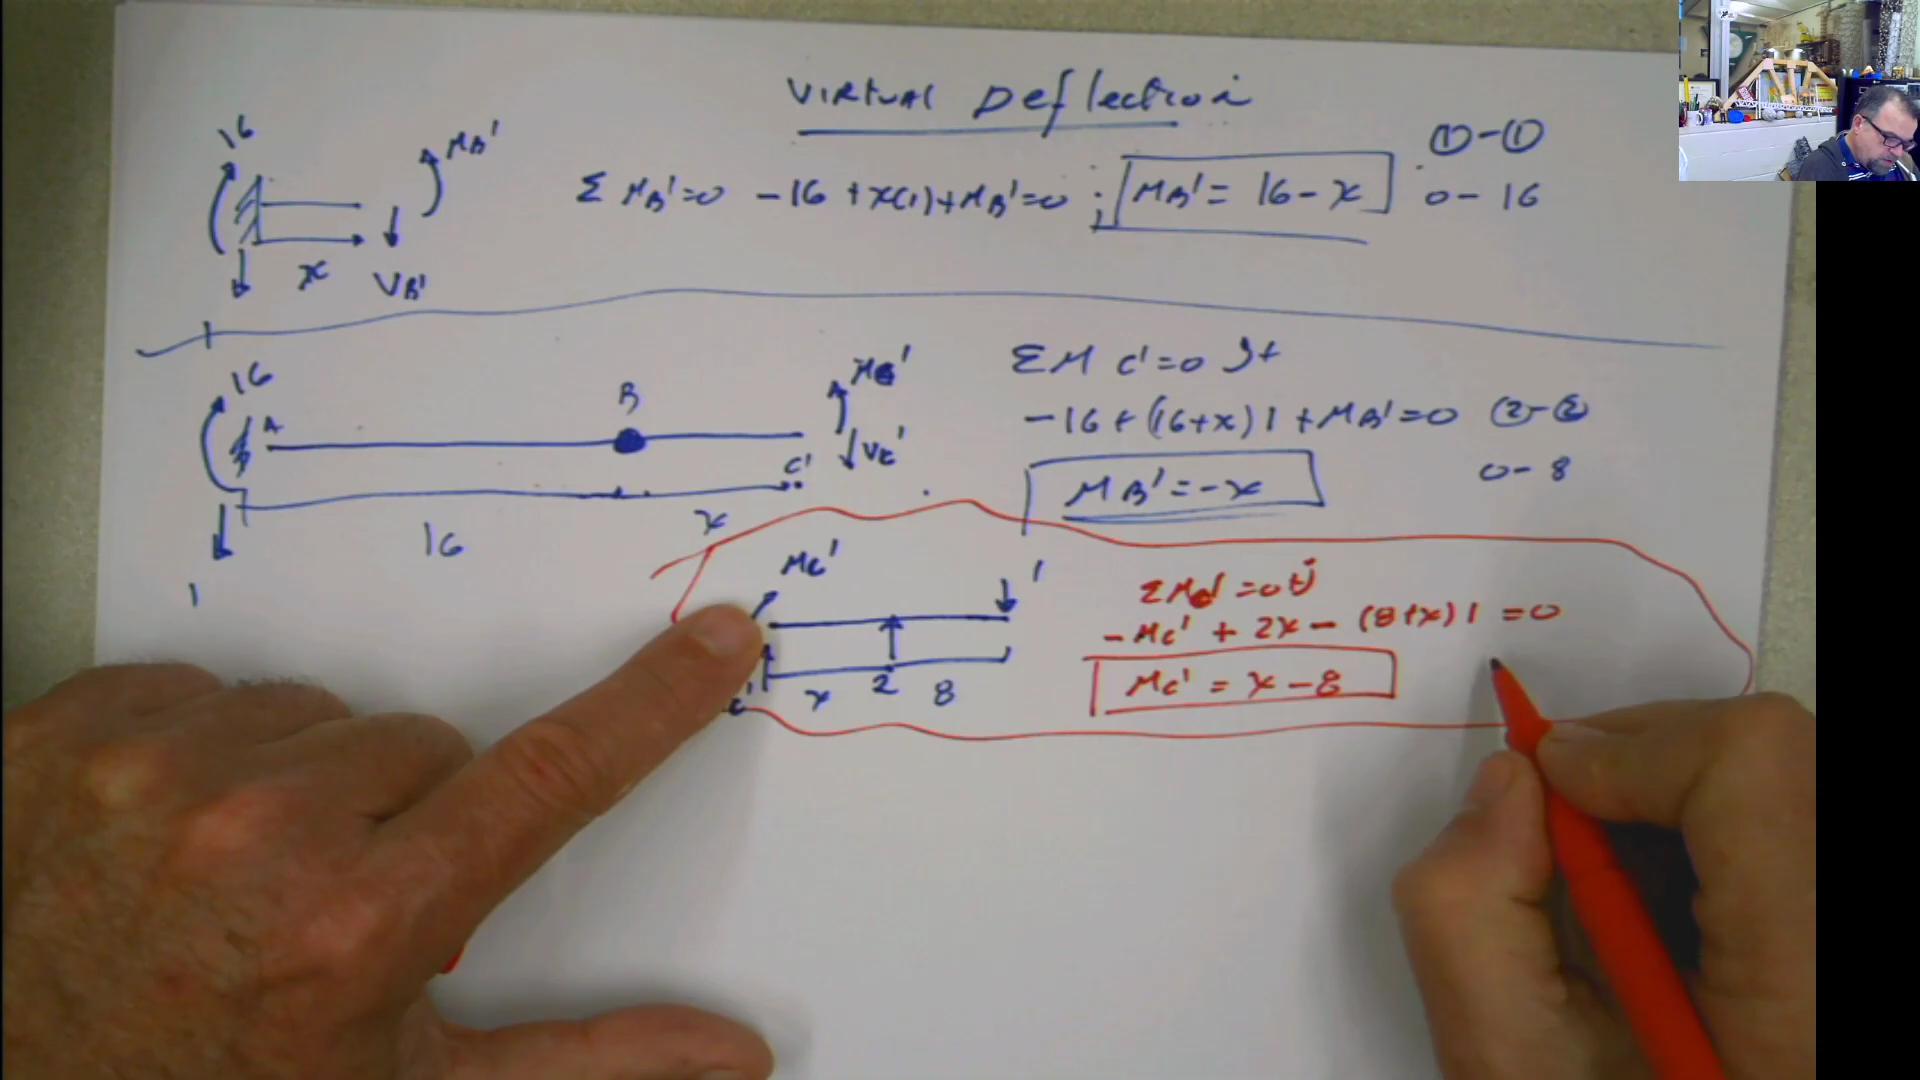 VIRTUAL Deflection
16
MB'
x
VB'
ΣMB'=0 -16 +x(1)+MB'=0 ; MB' = 16-x
①-①
0-16
1
16
A
B
C'
Vc'
16
x
ΣM C'=0
-16+(16+x)1+MB'=0 ②-②
MB'=-x
0-8
Mc'
1
C'
x
2
8
=0
-Mc' + 2x - (8+x)1 =0
Mc' = x-8